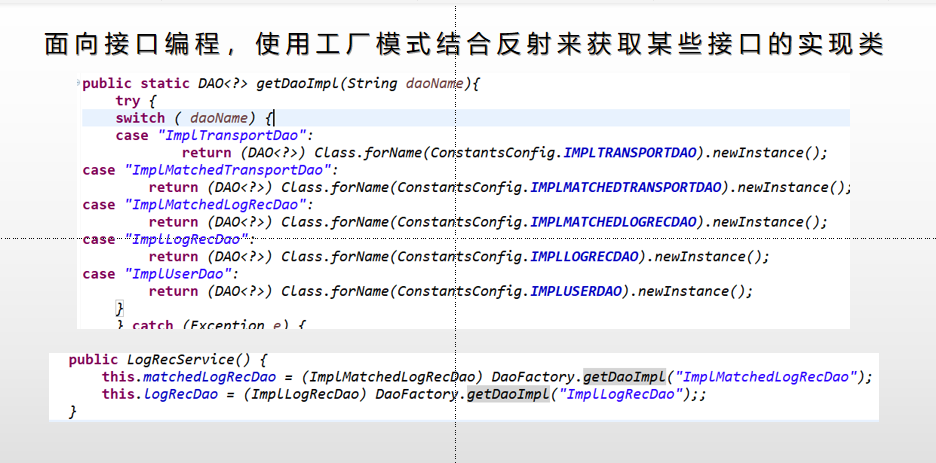 面向接口编程，使用工厂模式结合反射来获取某些接口的实现类
public static DAO<?> getDaoImpl(String daoName){
try {
switch ( daoName) {
case "ImplTransportDao":
return (DAO<?>) Class.forName(ConstantsConfig.IMPLTRANSPORTDAO).newInstance();
case "ImplMatchedTransportDao":
return (DAO<?>) Class.forName(ConstantsConfig.IMPLMATCHEDTRANSPORTDAO).newInstance();
case "ImplMatchedLogRecDao":
return (DAO<?>) Class.forName(ConstantsConfig.IMPLMATCHEDLOGRECDAO).newInstance();
case "ImplLogRecDao":
return (DAO<?>) Class.forName(ConstantsConfig.IMPLLOGRECDAO).newInstance();
case "ImplUserDao":
return (DAO<?>) Class.forName(ConstantsConfig.IMPLUSERDAO).newInstance();
}
} catch (Exception e) {
public LogRecService() {
this.matchedLogRecDao = (ImplMatchedLogRecDao) DaoFactory.getDaoImpl("ImplMatchedLogRecDao");
this.logRecDao = (ImplLogRecDao) DaoFactory.getDaoImpl("ImplLogRecDao");;
}